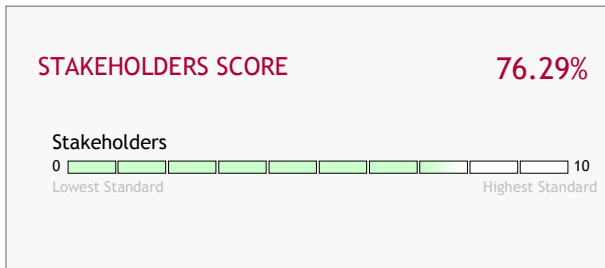 STAKEHOLDERS SCORE 76.29%
Stakeholders
0 10
Lowest Standard Highest Standard